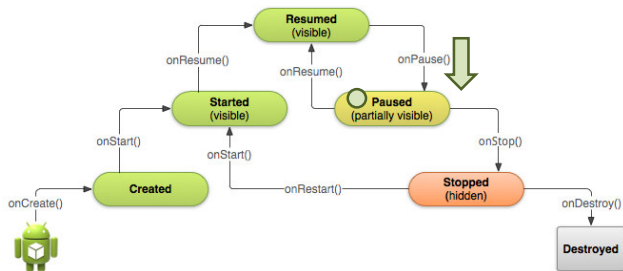 Resumed
(visible)
onResume()
onResume()
onPause()
Started
(visible)
Paused
(partially visible)
onStart()
onStart()
onStop()
Created
onRestart()
Stopped
(hidden)
onCreate()
onDestroy()
Destroyed